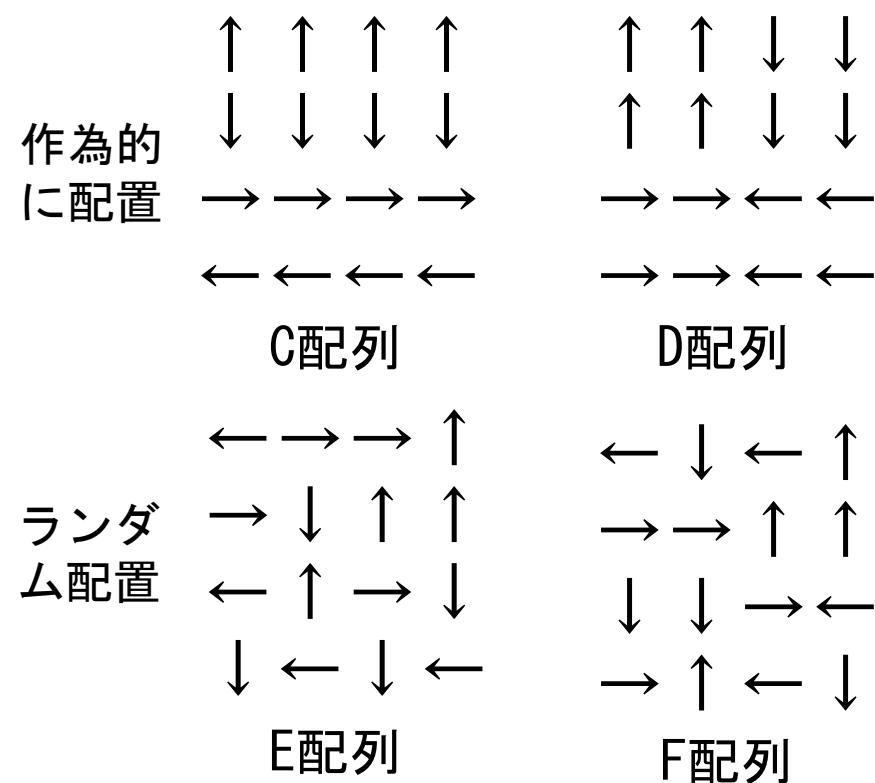 ↑ ↑ ↑ ↑
↓ ↓ ↓ ↓
→ → → →
← ← ← ←
作為的
に配置
C配列
↑ ↑ ↓ ↓
↑ ↑ ↓ ↓
→ → ← ←
→ → ← ←
D配列
← → → ↑
→ ↓ ↑ ↑
← ↑ → ↓
↓ ← ↓ ←
ランダ
ム配置
E配列
← ↓ ← ↑
→ → ↑ ↑
↓ ↓ → ←
→ ↑ ← ↓
F配列